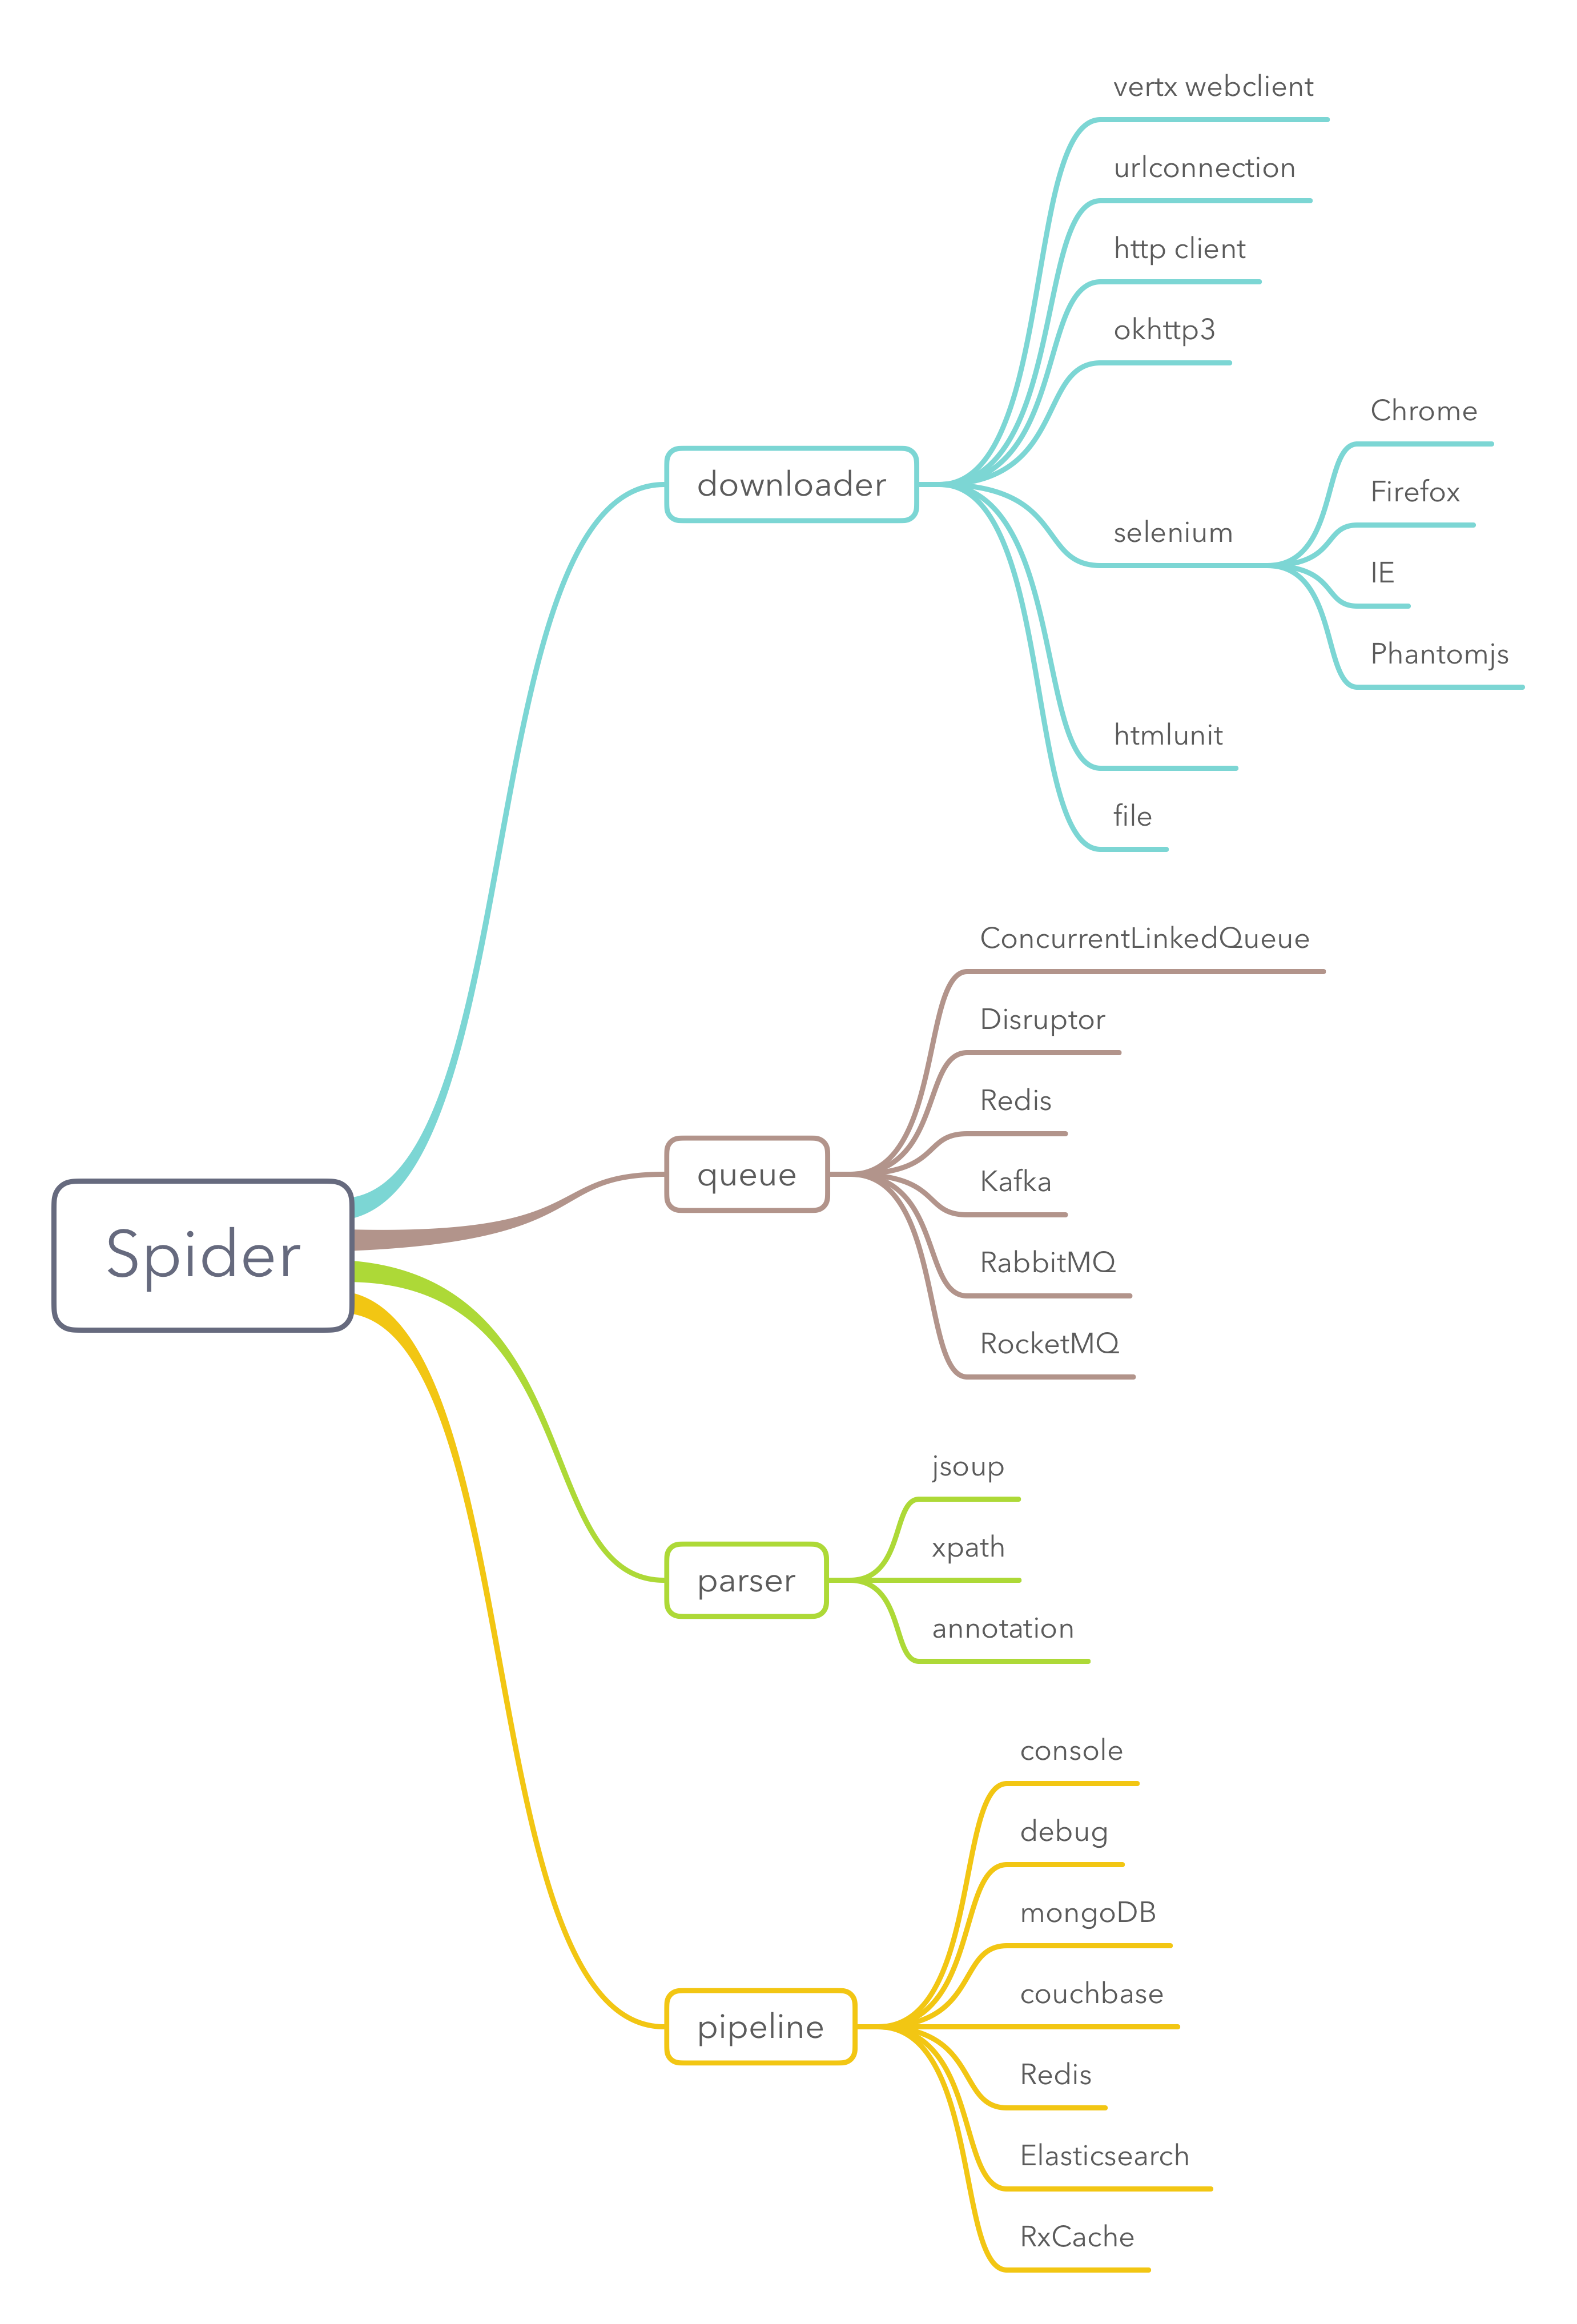 Spider
downloader
vertx webclient
urlconnection
http client
okhttp3
selenium
Chrome
Firefox
IE
Phantomjs
htmlunit
file
queue
ConcurrentLinkedQueue
Disruptor
Redis
Kafka
RabbitMQ
RocketMQ
parser
jsoup
xpath
annotation
pipeline
console
debug
mongoDB
couchbase
Redis
Elasticsearch
RxCache